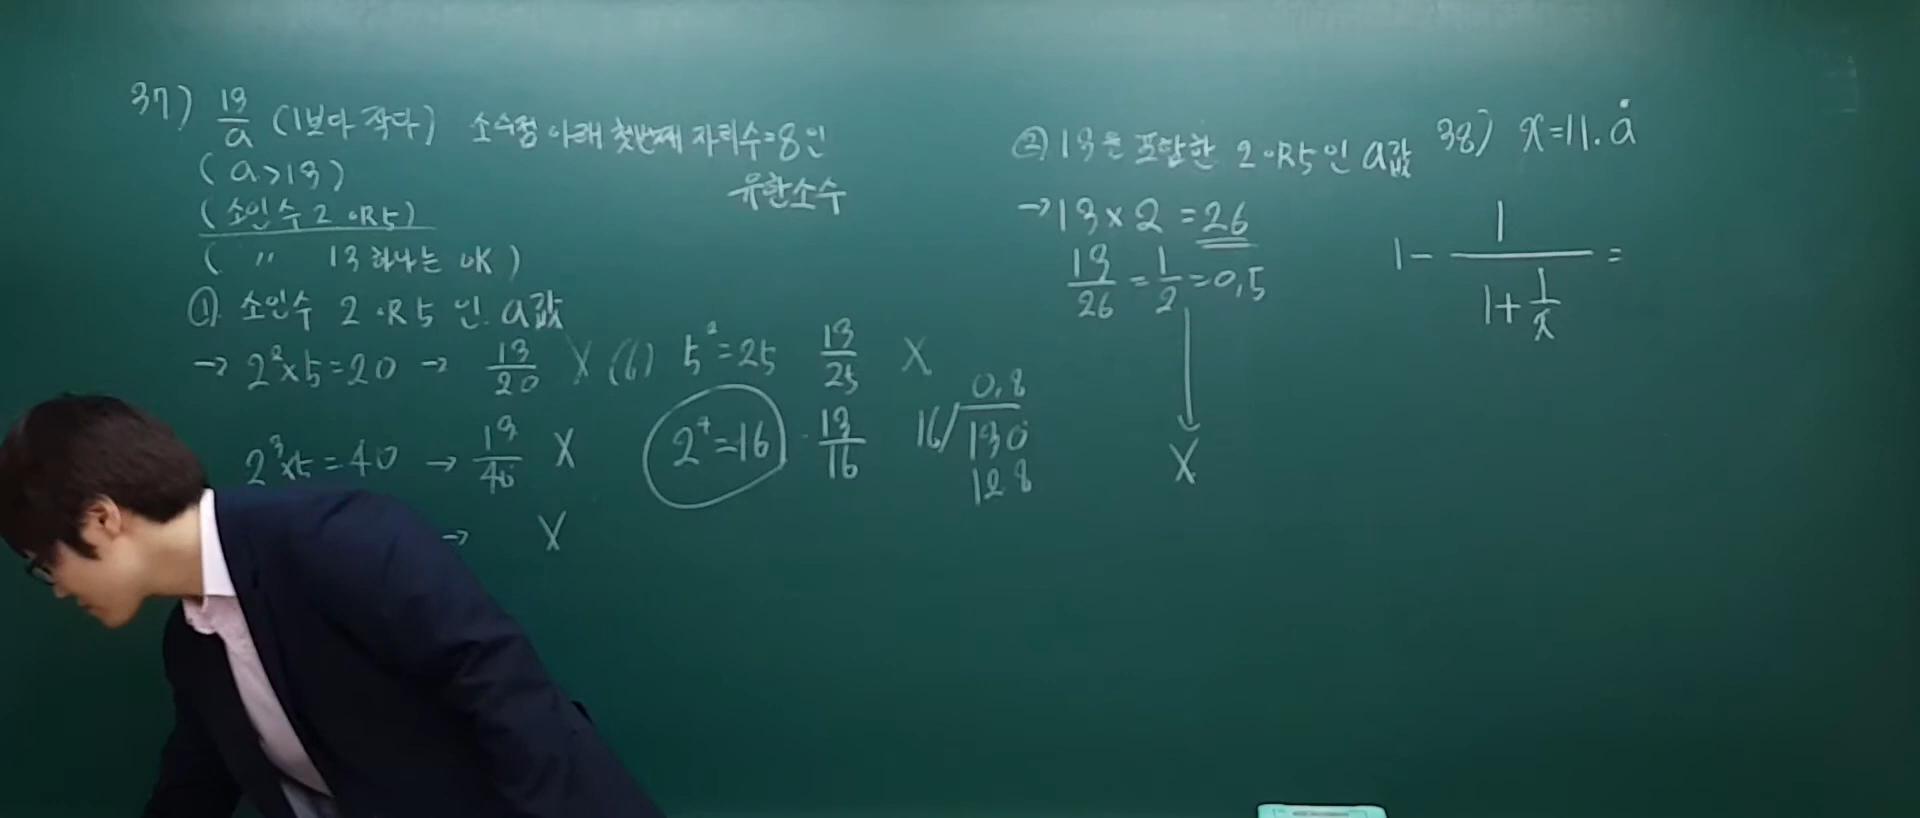 37) 13/a (1보다 작다) 소수점 아래 첫번째 자리수=8인
유한소수
(a>13)
(소인수 2 or 5)
( 〃 13 하나는 OK)
① 소인수 2 or 5 인 a값
→ 2²×5=20 → 13/20 X (6) 5²=25 13/25 X
2³×5=40 → 13/40 X 2⁴=16 13/16
0.8
16/130
128
→ X
② 13을 포함한 2 or 5인 a값
→ 13×2=26
13/26=1/2=0.5
X
38) x=11.ȧ
1-1/(1+1/x)=